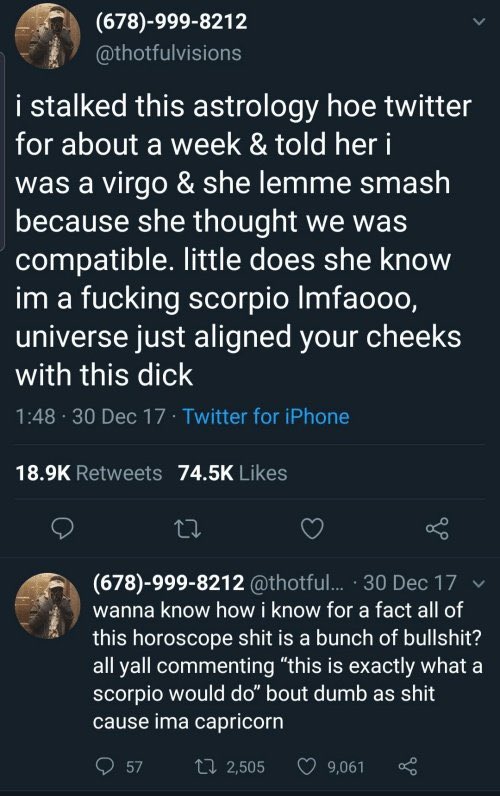 (678)-999-8212
@thotfulvisions
i stalked this astrology hoe twitter
for about a week & told her i
was a virgo & she lemme smash
because she thought we was
compatible. little does she know
im a fucking scorpio lmfaooo,
universe just aligned your cheeks
with this dick
1:48 · 30 Dec 17 · Twitter for iPhone
18.9K Retweets 74.5K Likes
(678)-999-8212 @thotful... · 30 Dec 17
wanna know how i know for a fact all of
this horoscope shit is a bunch of bullshit?
all yall commenting “this is exactly what a
scorpio would do” bout dumb as shit
cause ima capricorn
57 2,505 9,061